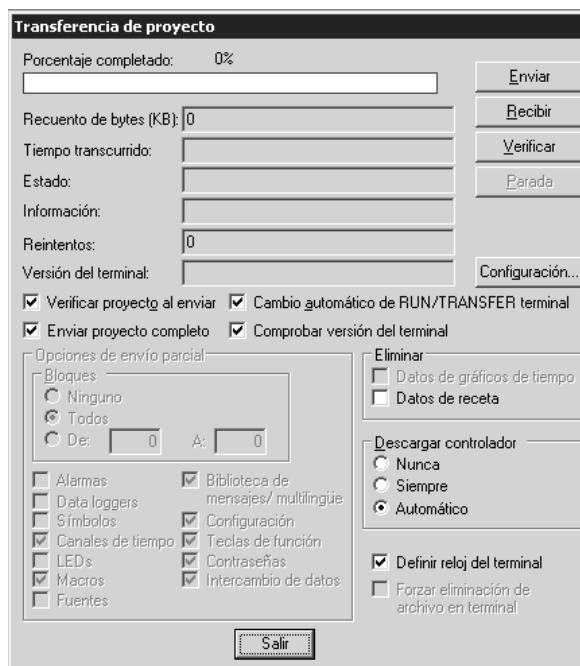 Transferencia de proyecto
Porcentaje completado: 0%
Enviar
Recuento de bytes (KB): 0
Recibir
Tiempo transcurrido:
Verificar
Estado:
Parada
Información:
Reintentos: 0
Versión del terminal:
Configuración...
Verificar proyecto al enviar
Cambio automático de RUN/TRANSFER terminal
Enviar proyecto completo
Comprobar versión del terminal
Opciones de envío parcial
Bloques
Ninguno
Todos
De: 0 A: 0
Alarmas
Data loggers
Símbolos
Canales de tiempo
LEDs
Macros
Fuentes
Biblioteca de
mensajes/ multilingüe
Configuración
Teclas de función
Contraseñas
Intercambio de datos
Eliminar
Datos de gráficos de tiempo
Datos de receta
Descargar controlador
Nunca
Siempre
Automático
Definir reloj del terminal
Forzar eliminación de
archivo en terminal
Salir